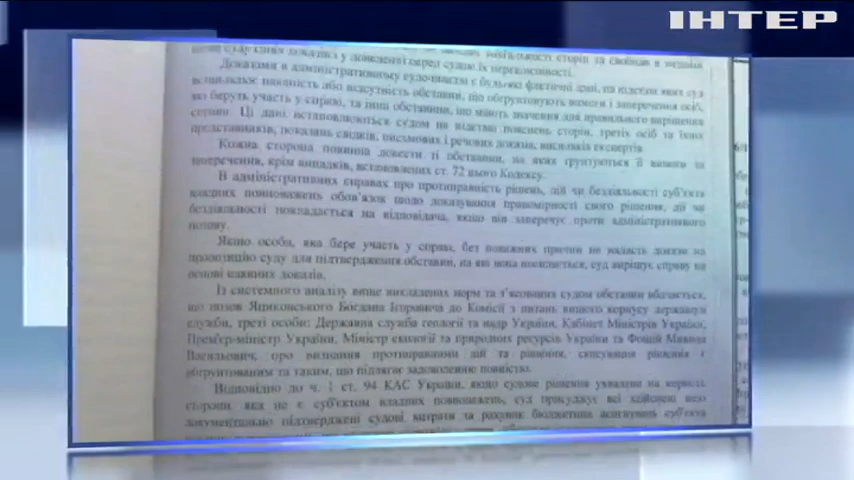 ІНТЕР
Доказами в адміністративному судочинстві є будь-які фактичні дані, на підставі яких суд
встановлює наявність або відсутність обставин, що обґрунтовують вимоги і заперечення осіб,
які беруть участь у справі, та інші обставини, що мають значення для правильного вирішення
справи. Ці дані встановлюються судом на підставі пояснень сторін, третіх осіб та їхніх
представників, показань свідків, письмових і речових доказів, висновків експертів.
Кожна сторона повинна довести ті обставини, на яких ґрунтуються її вимоги та
заперечення, крім випадків, встановлених ст. 72 цього Кодексу.
В адміністративних справах про протиправність рішень, дій чи бездіяльності суб'єкта
владних повноважень обов'язок щодо доказування правомірності свого рішення, дії чи
бездіяльності покладається на відповідача, якщо він заперечує проти адміністративного
позову.
Якщо особа, яка бере участь у справі, без поважних причин не надасть докази на
пропозицію суду для підтвердження обставин, на які вона посилається, суд вирішує справу на
основі наявних доказів.
Із системного аналізу вище викладених норм та з'ясованих судом обставин вбачається,
що позов Яциковського Богдана Ігоровича до Комісії з питань вищого корпусу державної
служби, треті особи: Державна служба геології та надр України, Кабінет Міністрів України,
Прем'єр-міністр України, Міністр екології та природних ресурсів України та Фощій Микола
Васильович, про визнання протиправними дій та рішення, скасування рішення є
обґрунтованим та таким, що підлягає задоволенню повністю.
Відповідно до ч. 1 ст. 94 КАС України, якщо судове рішення ухвалене на користь
сторони, яка не є суб'єктом владних повноважень, суд присуджує всі здійснені нею
документально підтверджені судові витрати за рахунок бюджетних асигнувань суб'єкта